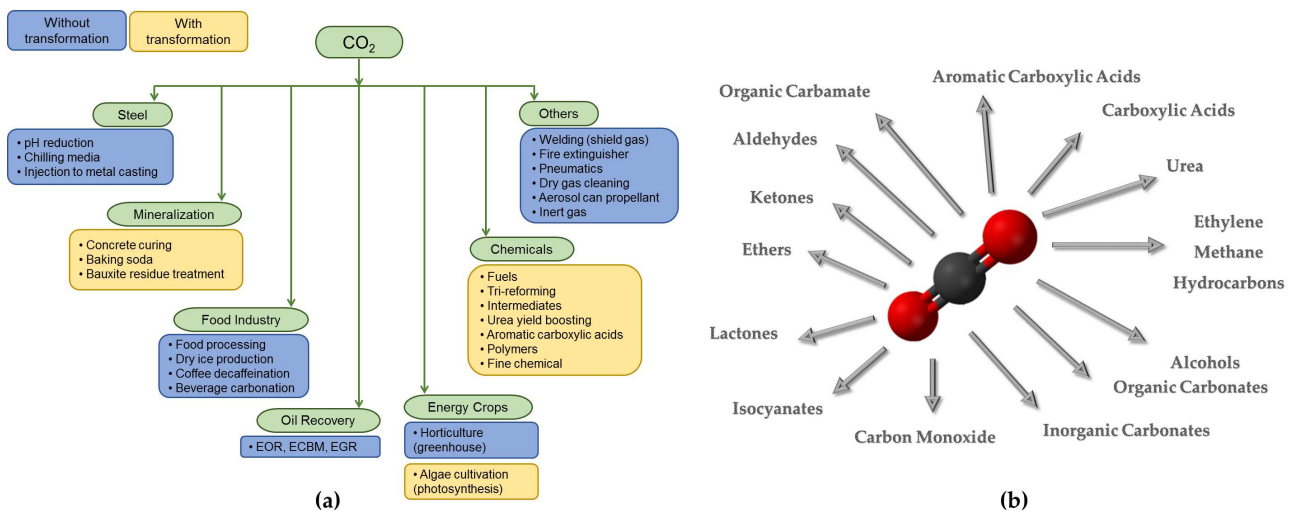 Without
transformation
With
transformation
CO2
Steel
• pH reduction
• Chilling media
• Injection to metal casting
Mineralization
• Concrete curing
• Baking soda
• Bauxite residue treatment
Food Industry
• Food processing
• Dry ice production
• Coffee decaffeination
• Beverage carbonation
Oil Recovery
• EOR, ECBM, EGR
Energy Crops
• Horticulture
(greenhouse)
• Algae cultivation
(photosynthesis)
Chemicals
• Fuels
• Tri-reforming
• Intermediates
• Urea yield boosting
• Aromatic carboxylic acids
• Polymers
• Fine chemical
Others
• Welding (shield gas)
• Fire extinguisher
• Pneumatics
• Dry gas cleaning
• Aerosol can propellant
• Inert gas
(a)
Aromatic Carboxylic Acids
Organic Carbamate
Carboxylic Acids
Aldehydes
Urea
Ketones
Ethylene
Ethers
Methane
Hydrocarbons
Lactones
Alcohols
Organic Carbonates
Isocyanates
Carbon Monoxide
Inorganic Carbonates
(b)